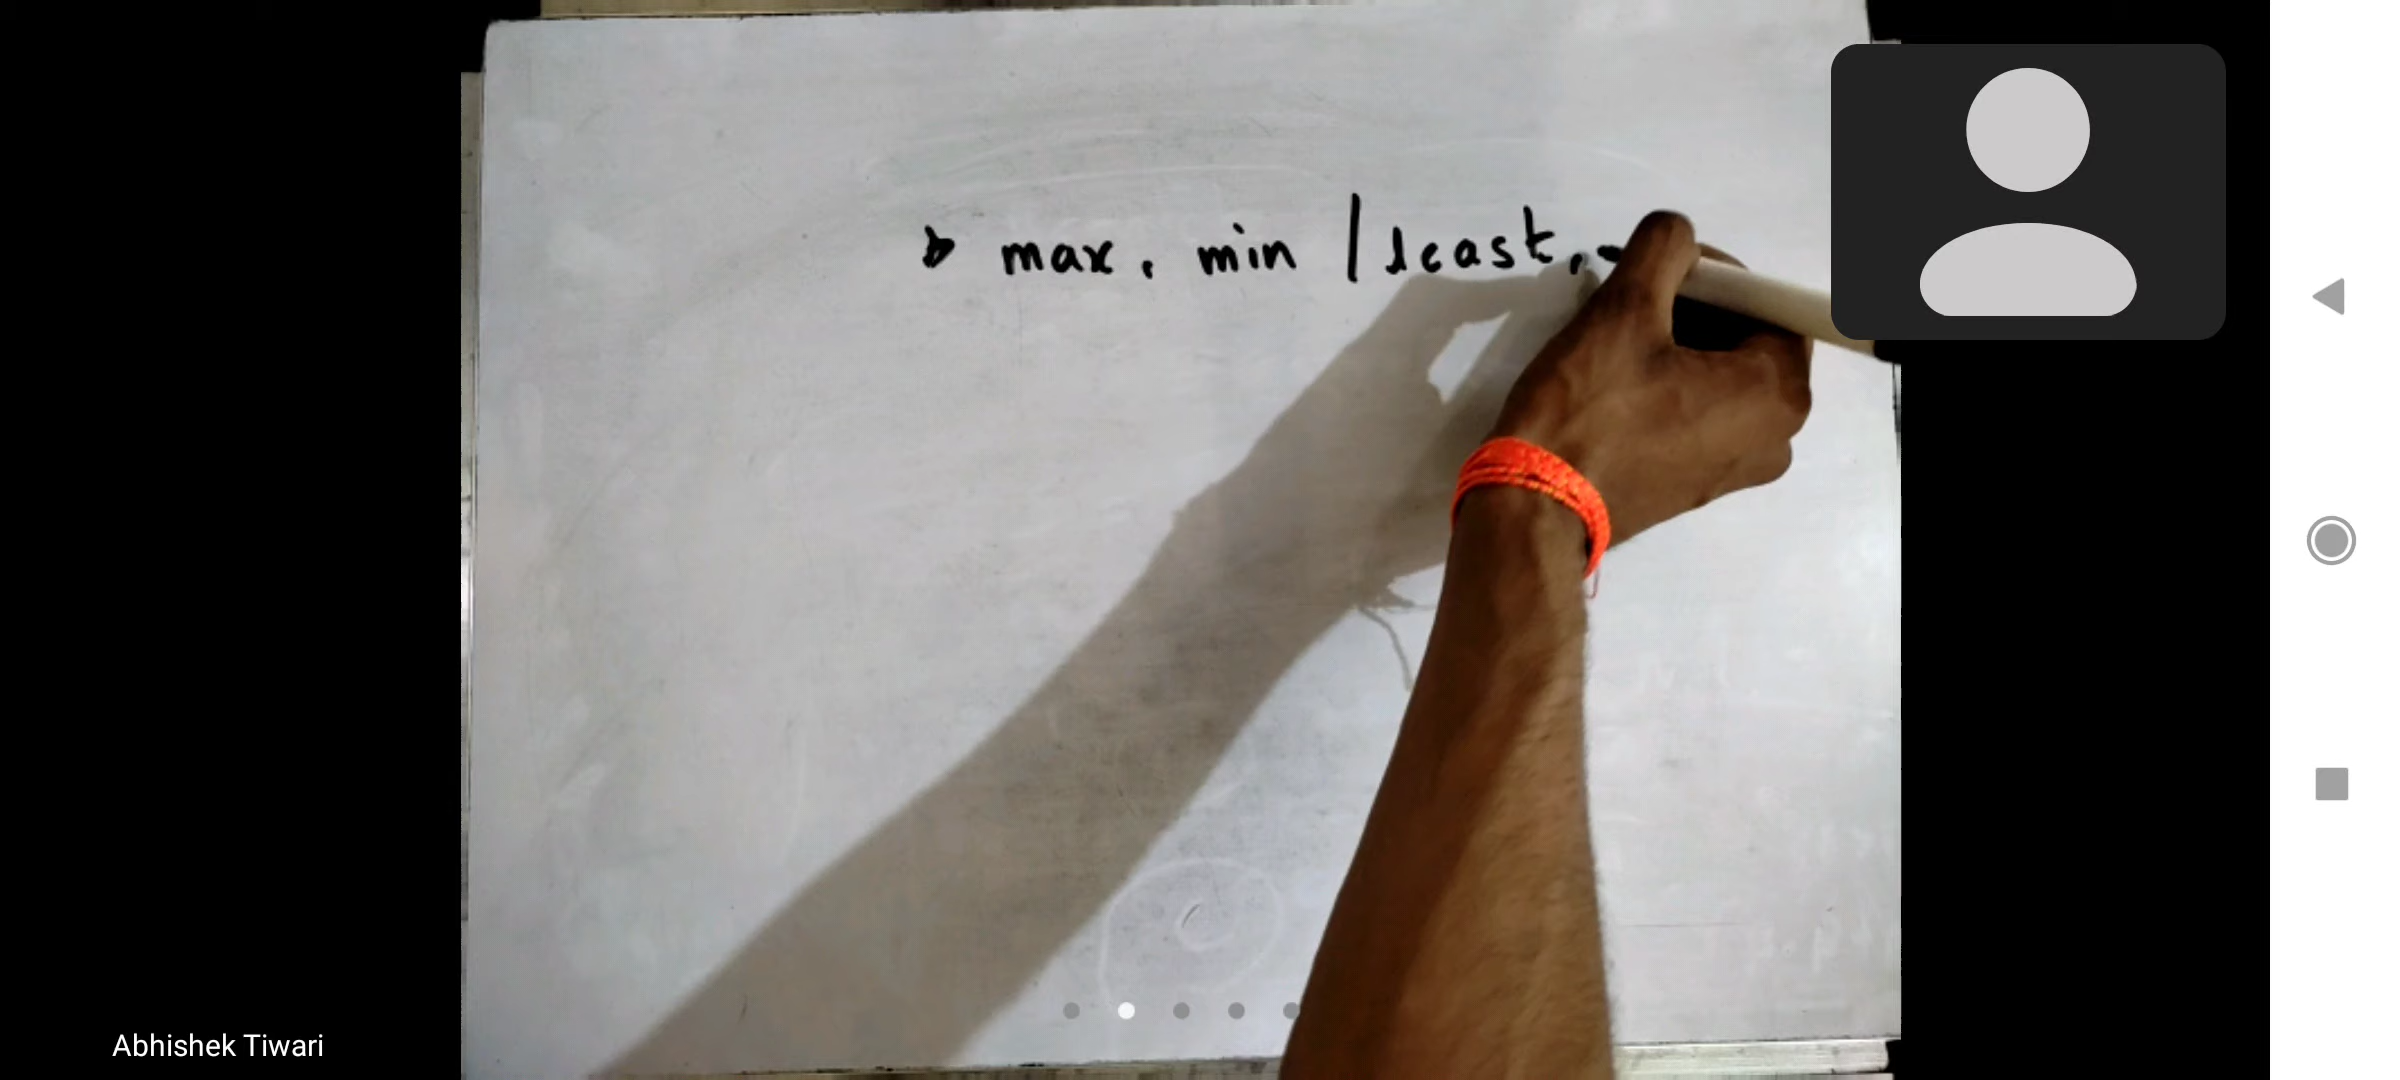 max, min / least,
Abhishek Tiwari